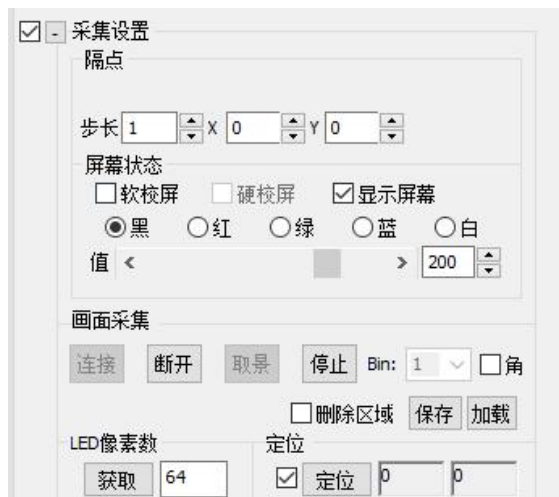 - 采集设置
隔点
步长 1 X 0 Y 0
屏幕状态
软校屏 硬校屏 显示屏幕
黑 红 绿 蓝 白
值 < > 200
画面采集
连接 断开 取景 停止 Bin: 1 角
删除区域 保存 加载
LED像素数 定位
获取 64 定位 0 0